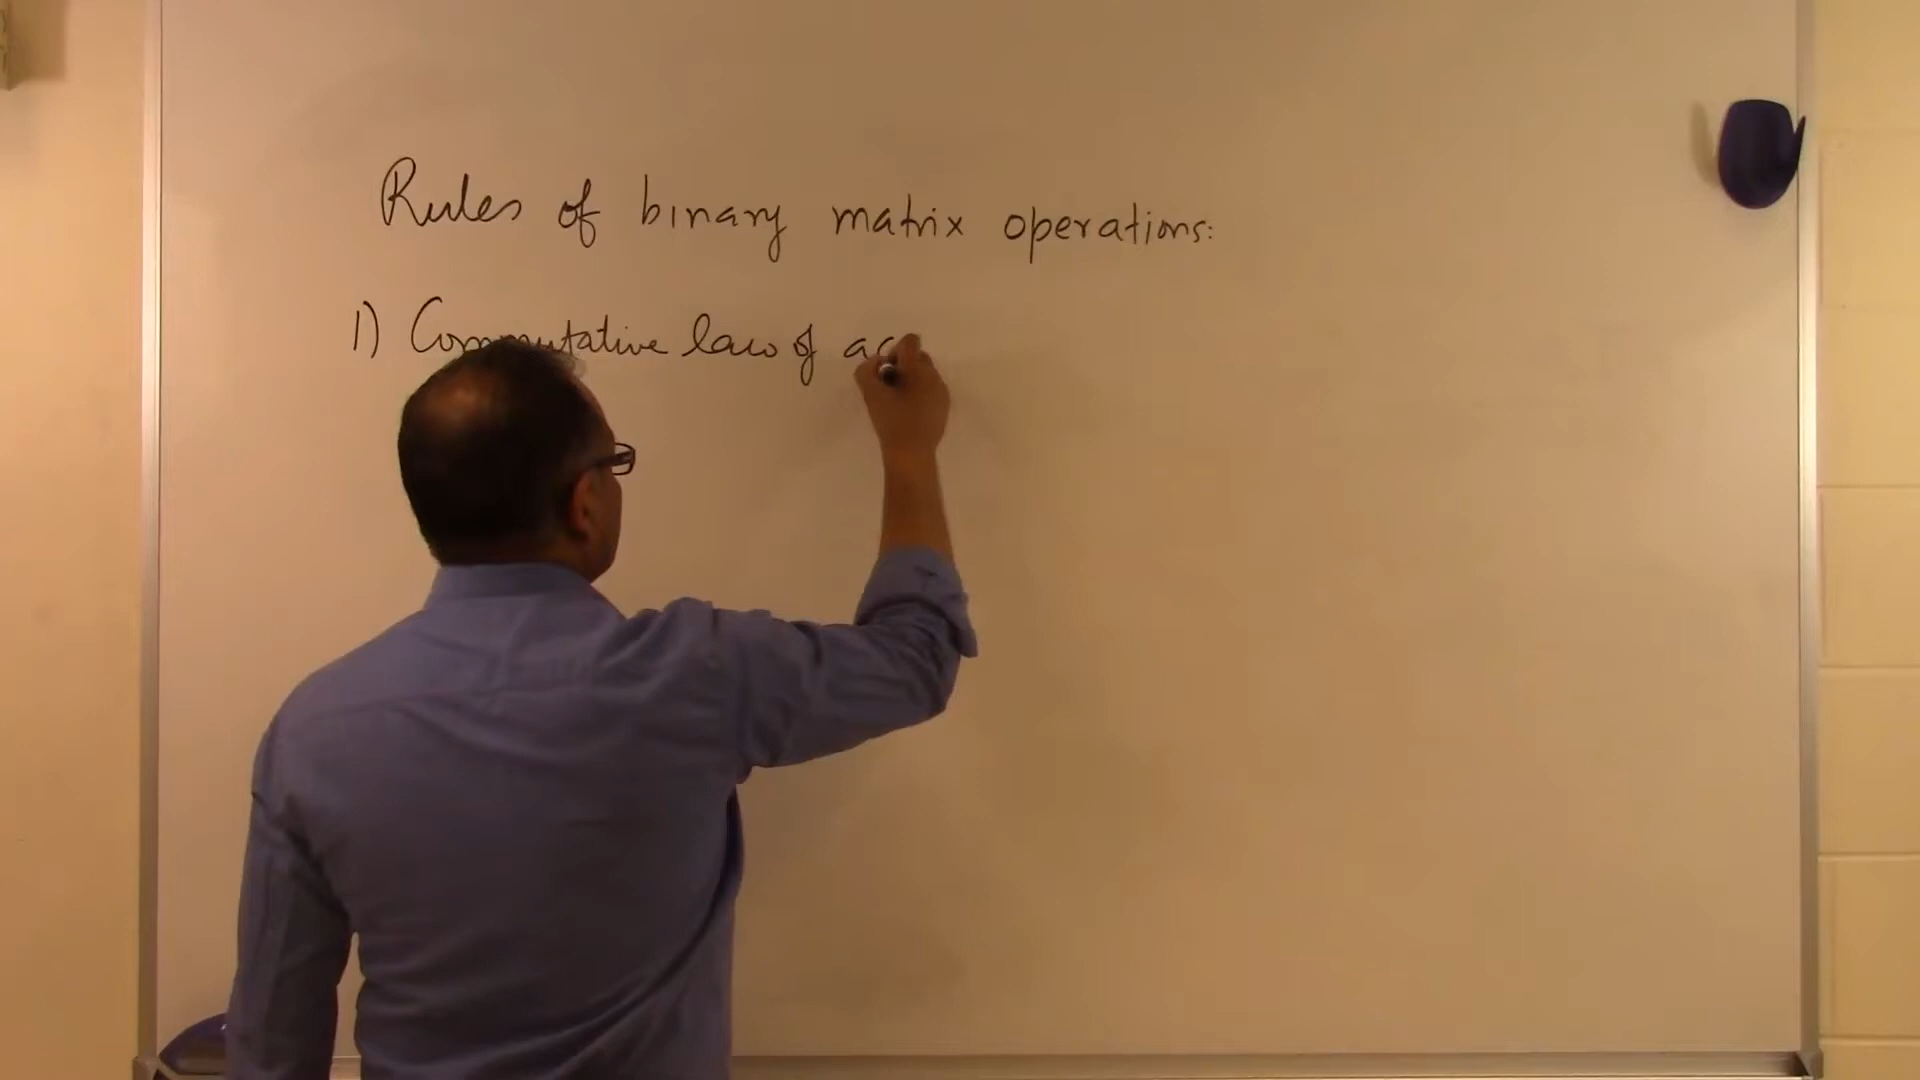 Rules of binary matrix operations:
1) Commutative law of